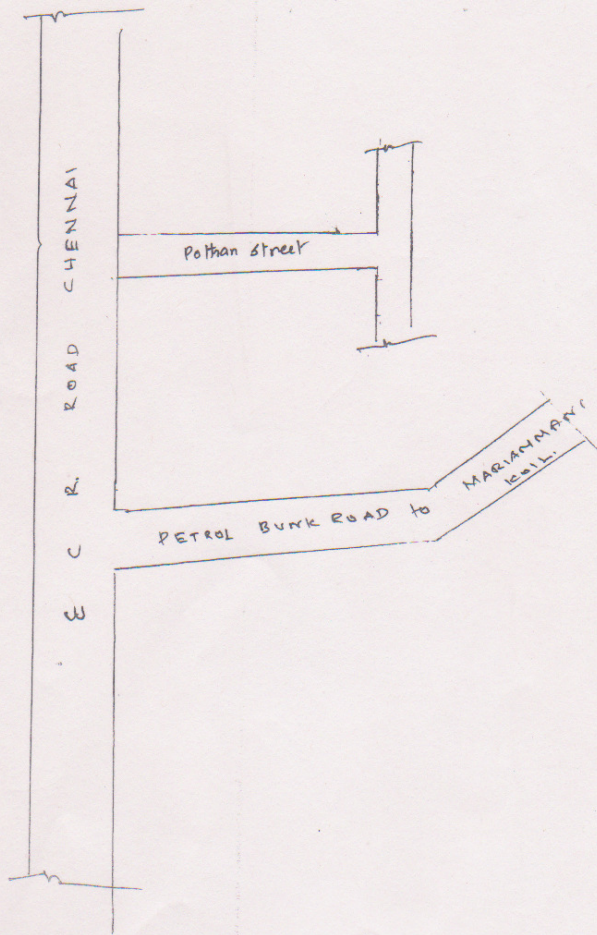 E C R. ROAD CHENNAI
Pothan Street
PETROL BUNK ROAD to
MARIAMMAN
KOIL.